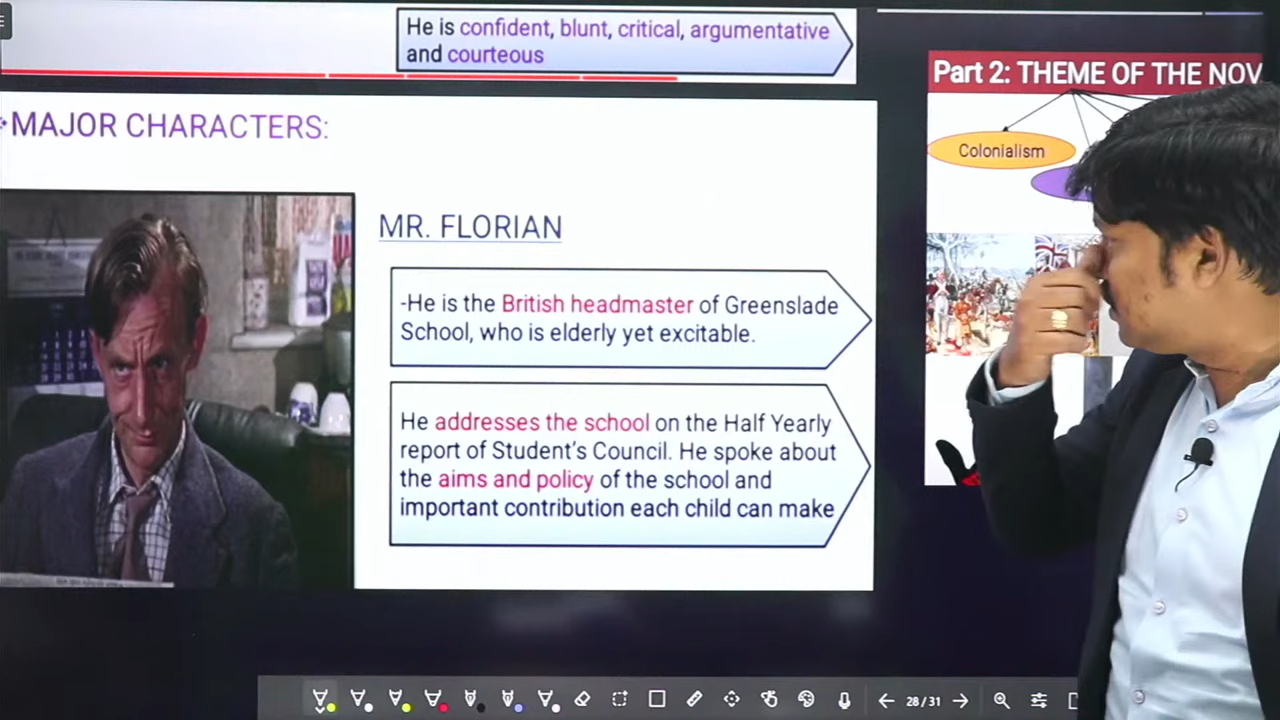 He is confident, blunt, critical, argumentative
and courteous
MAJOR CHARACTERS:
MR. FLORIAN
-He is the British headmaster of Greenslade
School, who is elderly yet excitable.
He addresses the school on the Half Yearly
report of Student's Council. He spoke about
the aims and policy of the school and
important contribution each child can make
Part 2: THEME OF THE NOV
Colonialism
28/31